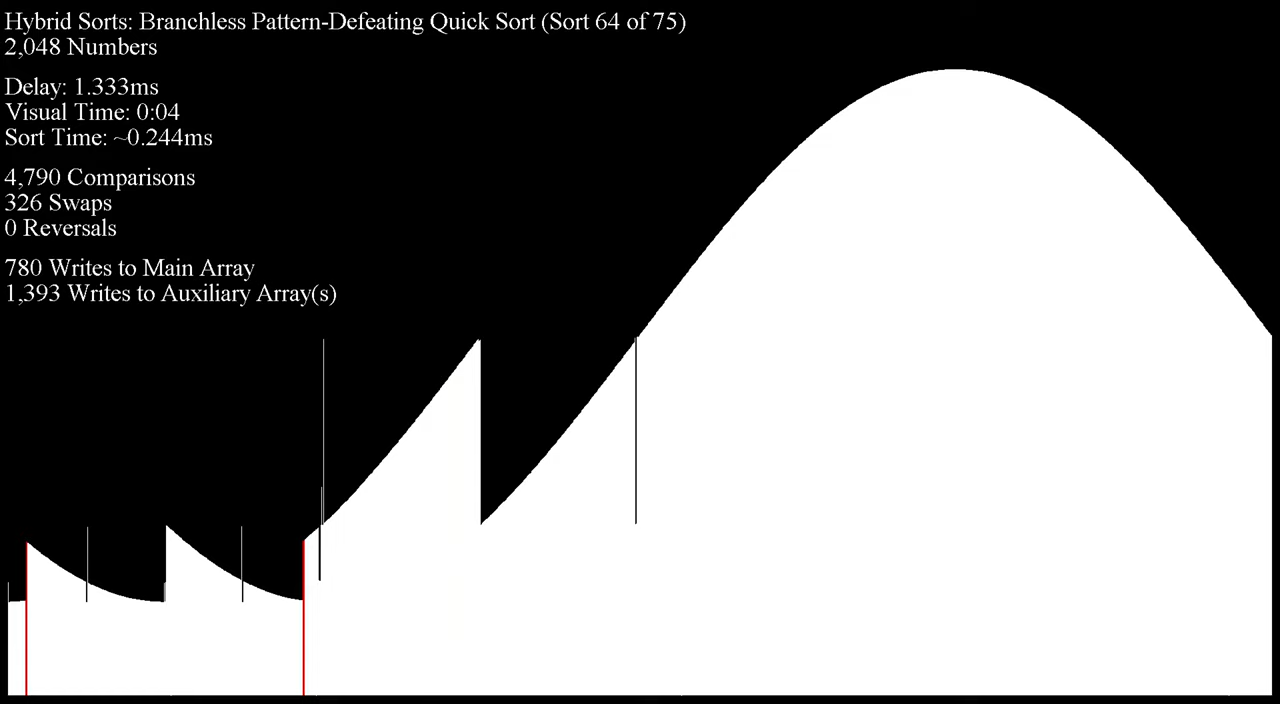 Hybrid Sorts: Branchless Pattern-Defeating Quick Sort (Sort 64 of 75)
2,048 Numbers
Delay: 1.333ms
Visual Time: 0:04
Sort Time: ~0.244ms
4,790 Comparisons
326 Swaps
0 Reversals
780 Writes to Main Array
1,393 Writes to Auxiliary Array(s)